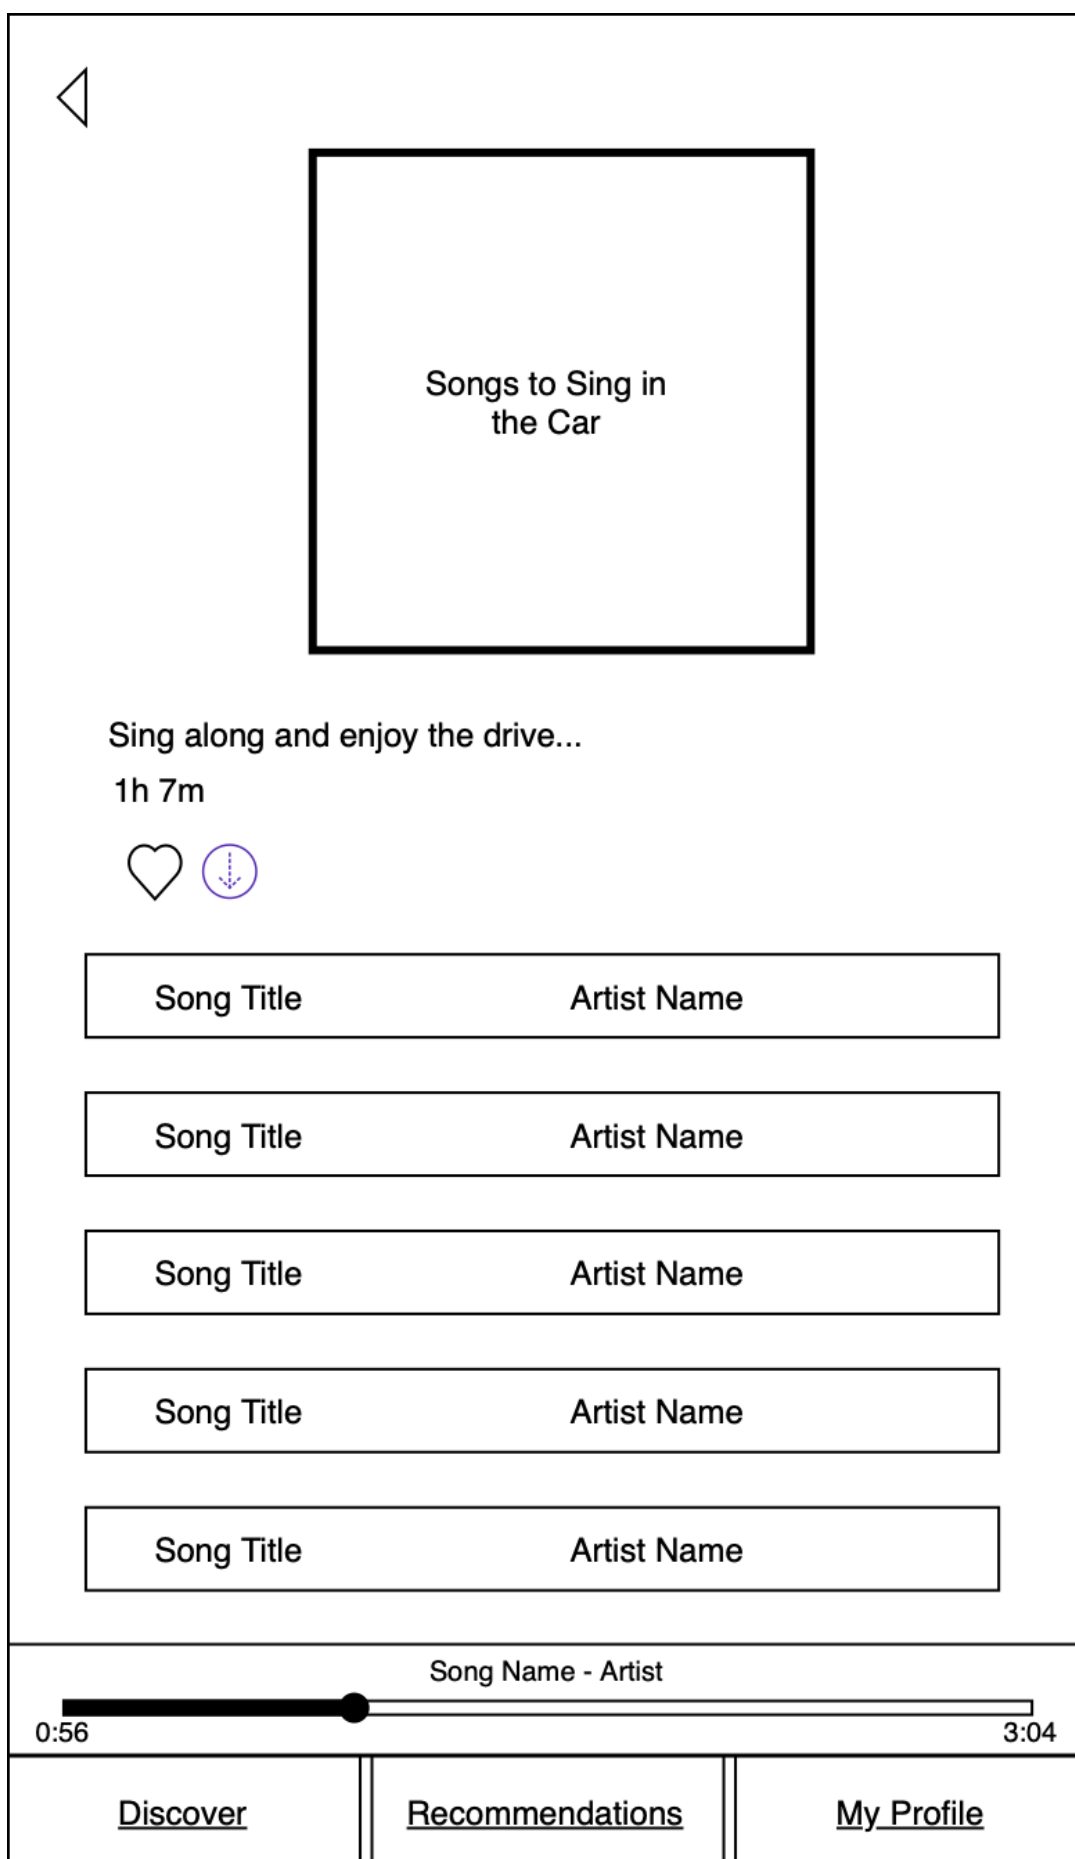 Songs to Sing in
the Car
Sing along and enjoy the drive...
1h 7m
Song Title Artist Name
Song Title Artist Name
Song Title Artist Name
Song Title Artist Name
Song Title Artist Name
Song Name - Artist
0:56 3:04
Discover Recommendations My Profile